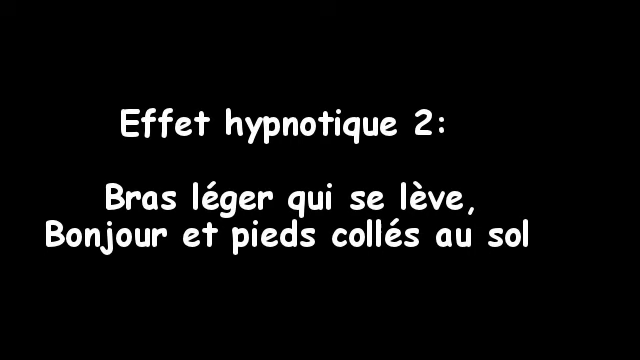 Effet hypnotique 2:
Bras léger qui se lève,
Bonjour et pieds collés au sol